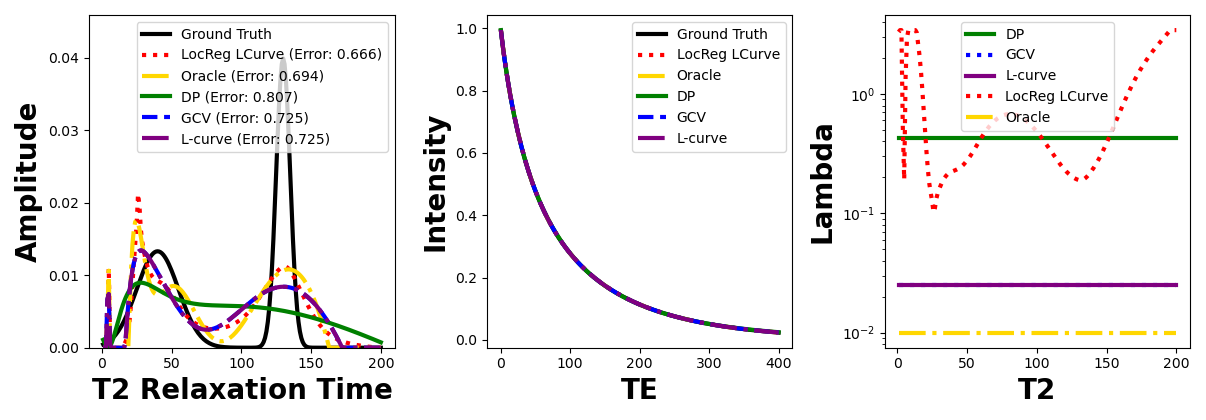 Amplitude
0.04
0.03
0.02
0.01
0.00
Ground Truth
LocReg LCurve (Error: 0.666)
Oracle (Error: 0.694)
DP (Error: 0.807)
GCV (Error: 0.725)
L-curve (Error: 0.725)
0 50 100 150 200
T2 Relaxation Time
Intensity
1.0
0.8
0.6
0.4
0.2
0.0
Ground Truth
LocReg LCurve
Oracle
DP
GCV
L-curve
0 100 200 300 400
TE
Lambda
10⁰
10⁻¹
10⁻²
DP
GCV
L-curve
LocReg LCurve
Oracle
0 50 100 150 200
T2